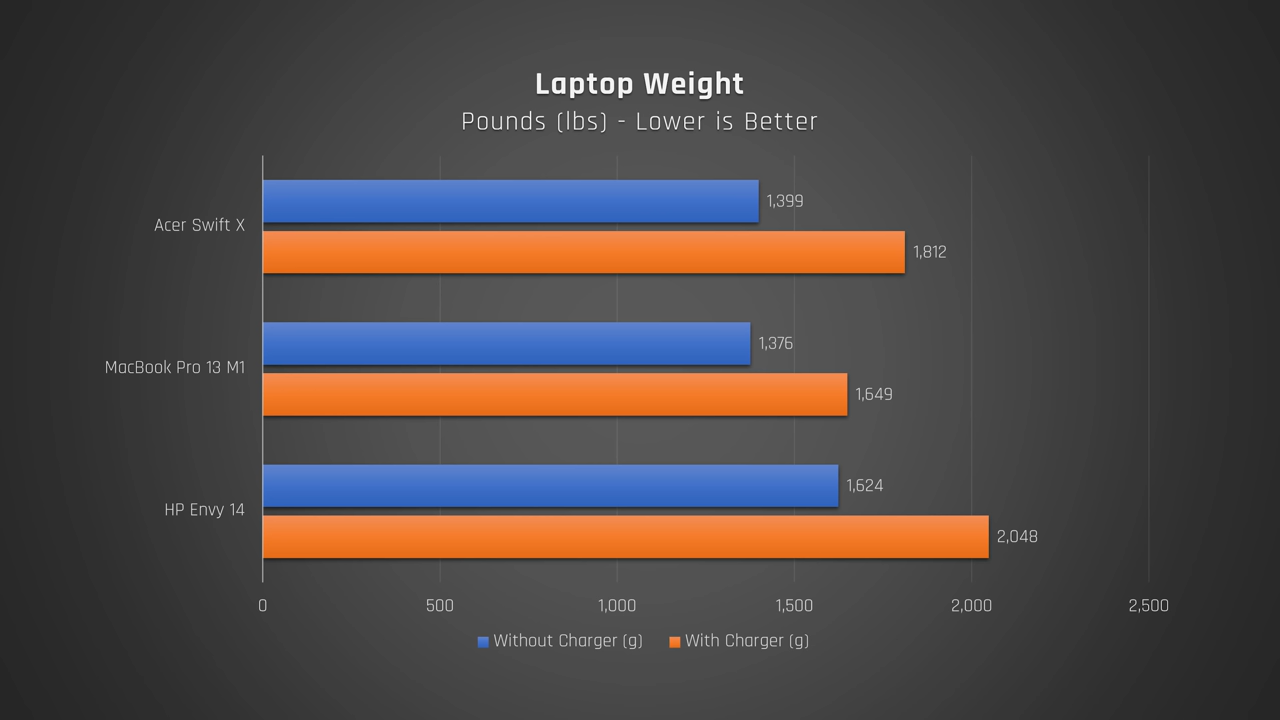 Laptop Weight
Pounds (lbs) - Lower is Better
Acer Swift X
1,399
1,812
MacBook Pro 13 M1
1,376
1,649
HP Envy 14
1,624
2,048
0 500 1,000 1,500 2,000 2,500
Without Charger (g) With Charger (g)